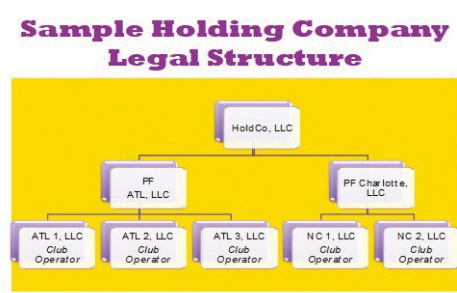 Sample Holding Company
Legal Structure
HoldCo, LLC
PF
ATL, LLC
PF Charlotte,
LLC
ATL 1, LLC
Club
Operator
ATL 2, LLC
Club
Operator
ATL 3, LLC
Club
Operator
NC 1, LLC
Club
Operator
NC 2, LLC
Club
Operator